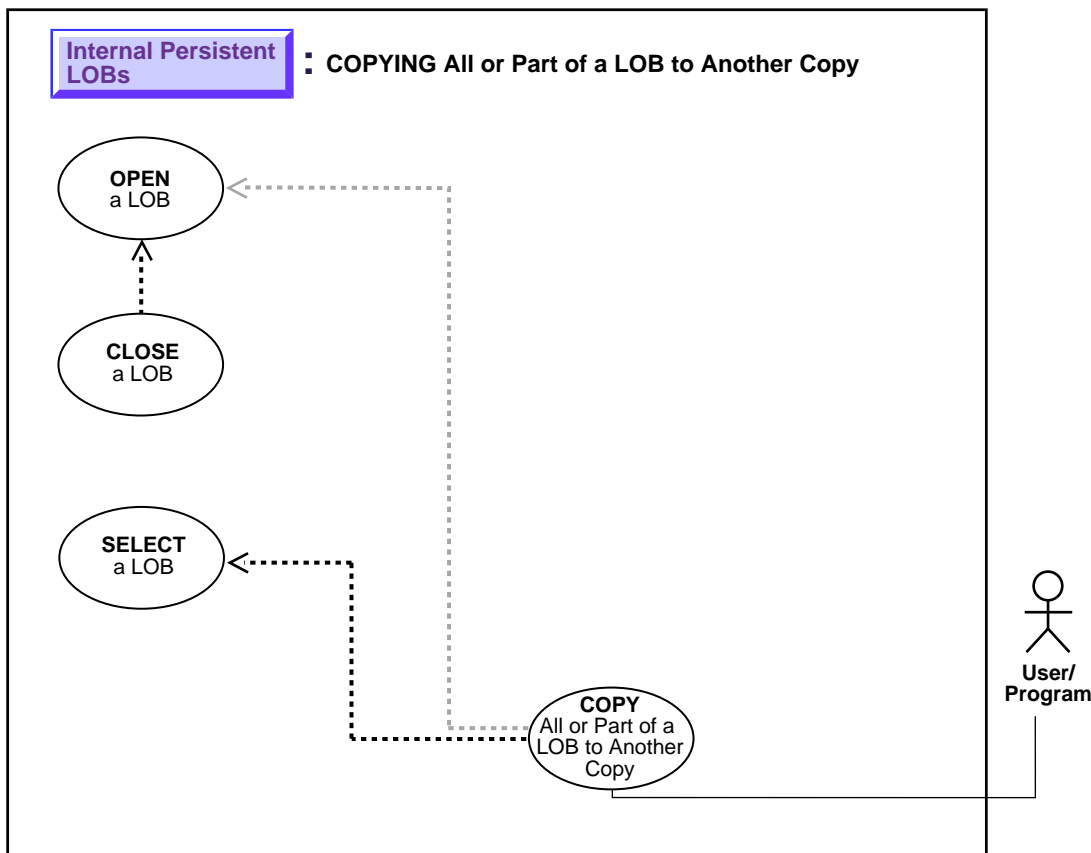 Internal Persistent
LOBs
: COPYING All or Part of a LOB to Another Copy
OPEN
a LOB
CLOSE
a LOB
SELECT
a LOB
User/
Program
COPY
All or Part of a
LOB to Another
Copy